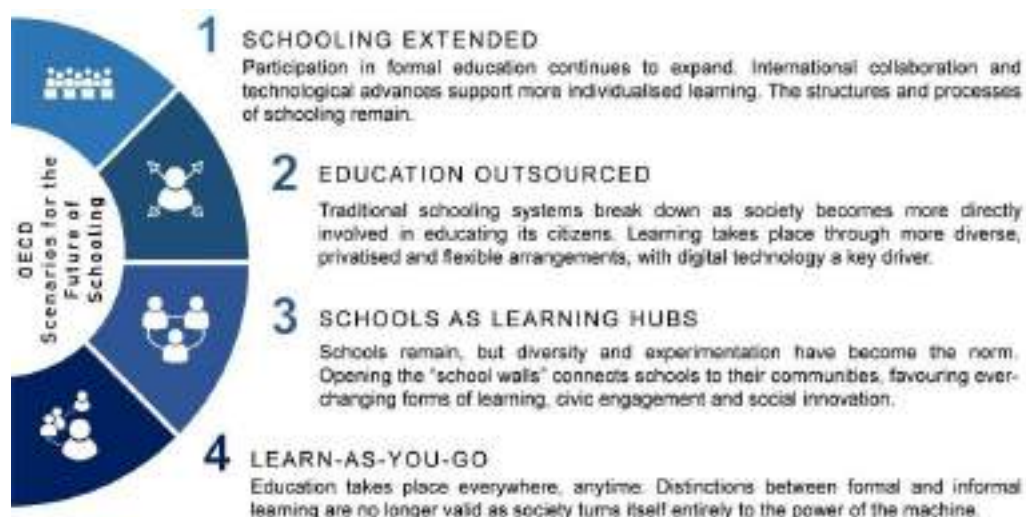 OECD
Scenarios for the
Future of
Schooling
1
SCHOOLING EXTENDED
Participation in formal education continues to expand. International collaboration and
technological advances support more individualised learning. The structures and processes
of schooling remain.
2
EDUCATION OUTSOURCED
Traditional schooling systems break down as society becomes more directly
involved in educating its citizens. Learning takes place through more diverse,
privatised and flexible arrangements, with digital technology a key driver.
3
SCHOOLS AS LEARNING HUBS
Schools remain, but diversity and experimentation have become the norm.
Opening the "school walls" connects schools to their communities, favouring ever-
changing forms of learning, civic engagement and social innovation.
4
LEARN-AS-YOU-GO
Education takes place everywhere, anytime. Distinctions between formal and informal
learning are no longer valid as society turns itself entirely to the power of the machine.